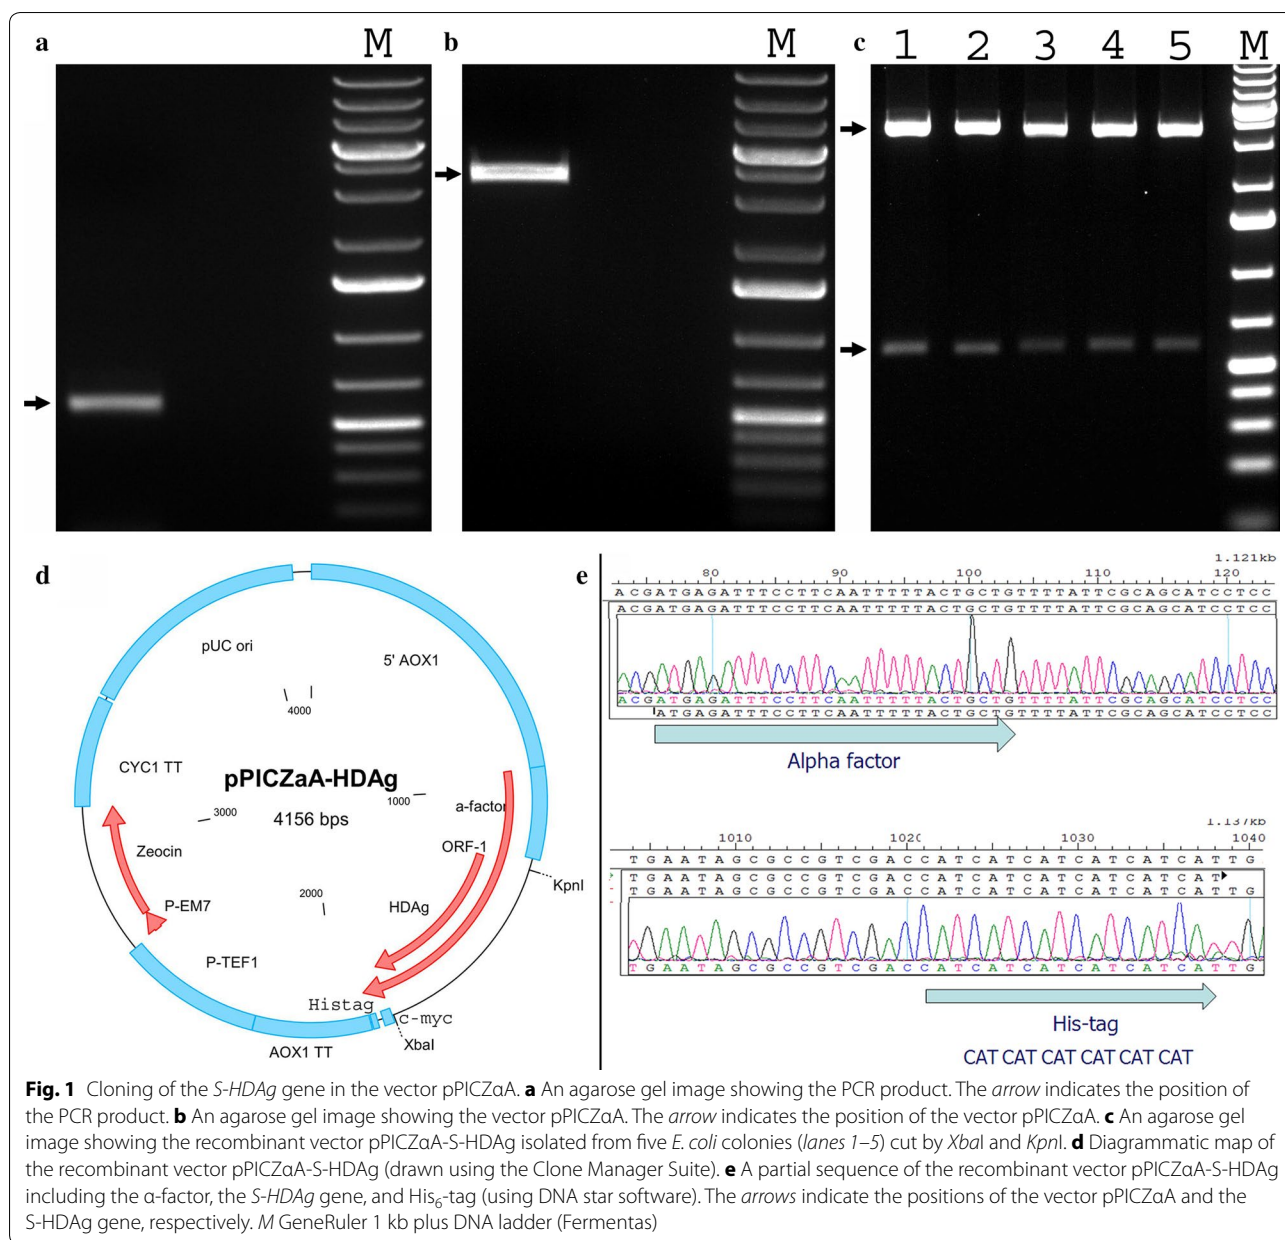 a M b M c 1 2 3 4 5 M
d
pUC ori
5' AOX1
4000
CYC1 TT
pPICZaA-HDAg
4156 bps
1000
3000
a-factor
ORF-1
Zeocin
KpnI
2000
P-EM7
HDAg
P-TEF1
Histag
c-myc
XbaI
AOX1 TT
e
1.121kb
80 90 100 110 120
ACGATGAGATTTCCTTCAATTTTTACTGCTGTTTTATTCGCAGCATCCTCC
ACGATGAGATTTCCTTCAATTTTTACTGCTGTTTTATTCGCAGCATCCTCC
ACGATGAGATTTCCTTCAATTTTTACTGCTGTTTTATTCGCAGCATCCTCC
ATGAGATTTCCTTCAATTTTTACTGCTGTTTTATTCGCAGCATCCTCC
Alpha factor
1.137kb
1010 1020 1030 1040
TGAATAGCGCCGTCGACCATCATCATCATCATCATTG
TGAATAGCGCCGTCGACCATCATCATCATCATCAT
TGAATAGCGCCGTCGACCATCATCATCATCATCATTG
TGAATAGCGCCGTCGACCATCATCATCATCATCATTG
His-tag
CAT CAT CAT CAT CAT CAT
Fig. 1 Cloning of the S-HDAg gene in the vector pPICZαA. a An agarose gel image showing the PCR product. The arrow indicates the position of
the PCR product. b An agarose gel image showing the vector pPICZαA. The arrow indicates the position of the vector pPICZαA. c An agarose gel
image showing the recombinant vector pPICZαA-S-HDAg isolated from five E. coli colonies (lanes 1–5) cut by XbaI and KpnI. d Diagrammatic map of
the recombinant vector pPICZαA-S-HDAg (drawn using the Clone Manager Suite). e A partial sequence of the recombinant vector pPICZαA-S-HDAg
including the α-factor, the S-HDAg gene, and His₆-tag (using DNA star software). The arrows indicate the positions of the vector pPICZαA and the
S-HDAg gene, respectively. M GeneRuler 1 kb plus DNA ladder (Fermentas)